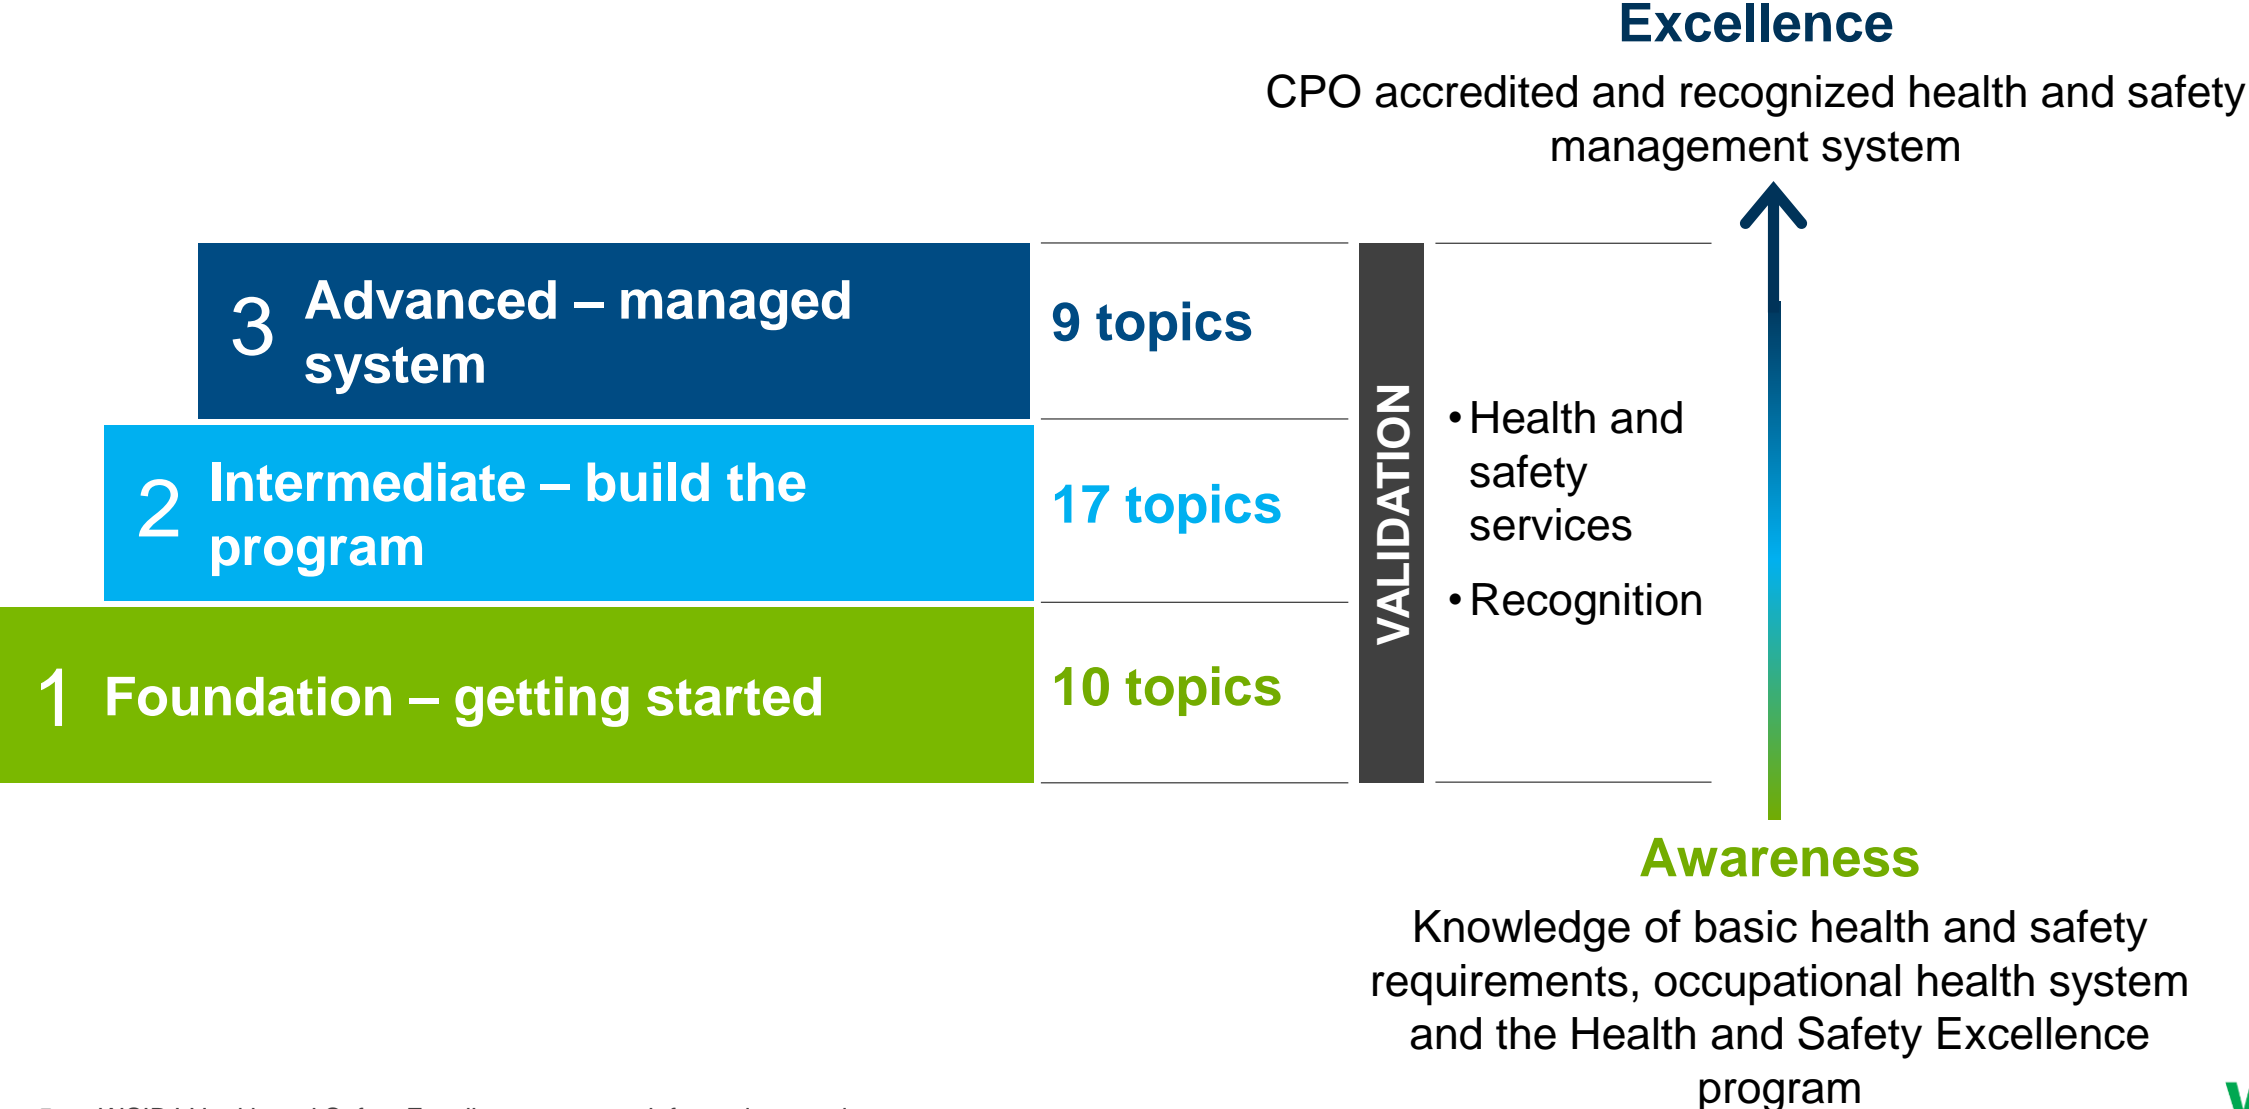 Excellence
CPO accredited and recognized health and safety
management system
3 Advanced – managed
system
9 topics
2 Intermediate – build the
program
17 topics
1 Foundation – getting started
10 topics
VALIDATION
•Health and
safety
services
•Recognition
Awareness
Knowledge of basic health and safety
requirements, occupational health system
and the Health and Safety Excellence
program